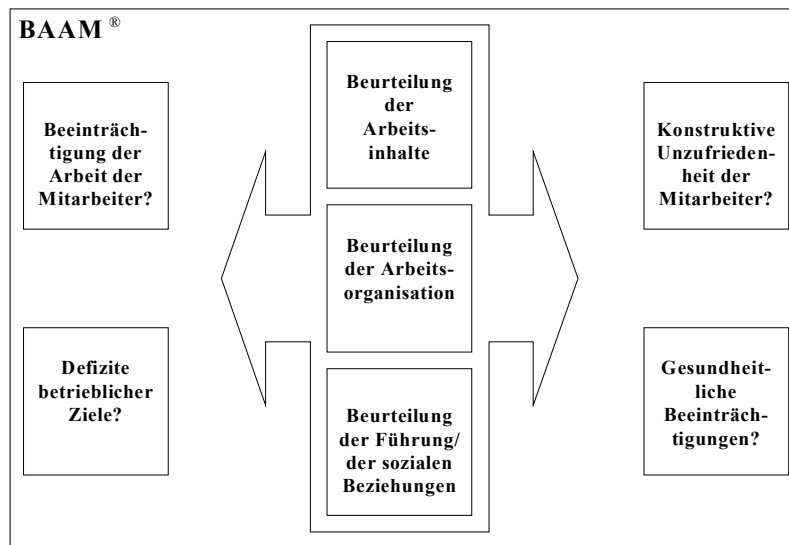 BAAM ®
Beeinträch-
tigung der
Arbeit der
Mitarbeiter?
Defizite
betrieblicher
Ziele?
Beurteilung
der
Arbeits-
inhalte
Beurteilung
der Arbeits-
organisation
Beurteilung
der Führung/
der sozialen
Beziehungen
Konstruktive
Unzufrieden-
heit der
Mitarbeiter?
Gesundheit-
liche
Beeinträch-
tigungen?